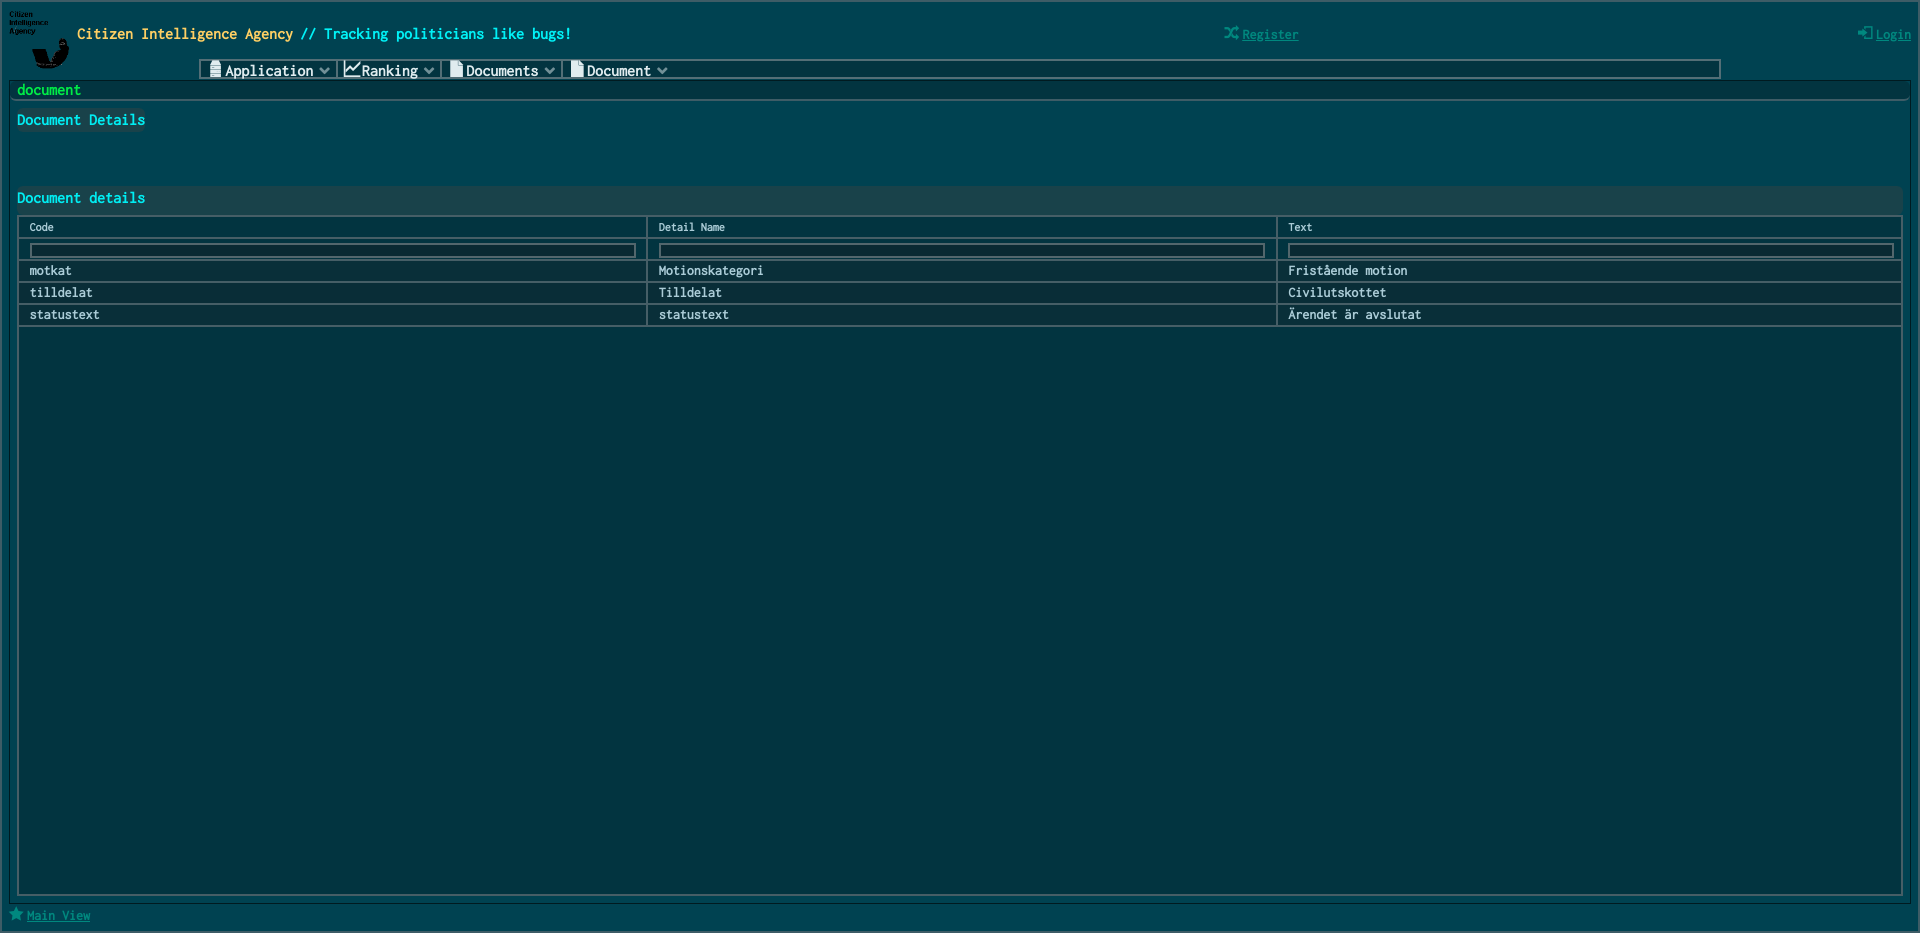 Citizen
Intelligence
Agency
Citizen Intelligence Agency // Tracking politicians like bugs!
Register
Login
Application
Ranking
Documents
Document
document
Document Details
Document details
Code Detail Name Text
motkat Motionskategori Fristående motion
tilldelat Tilldelat Civilutskottet
statustext statustext Ärendet är avslutat
Main View